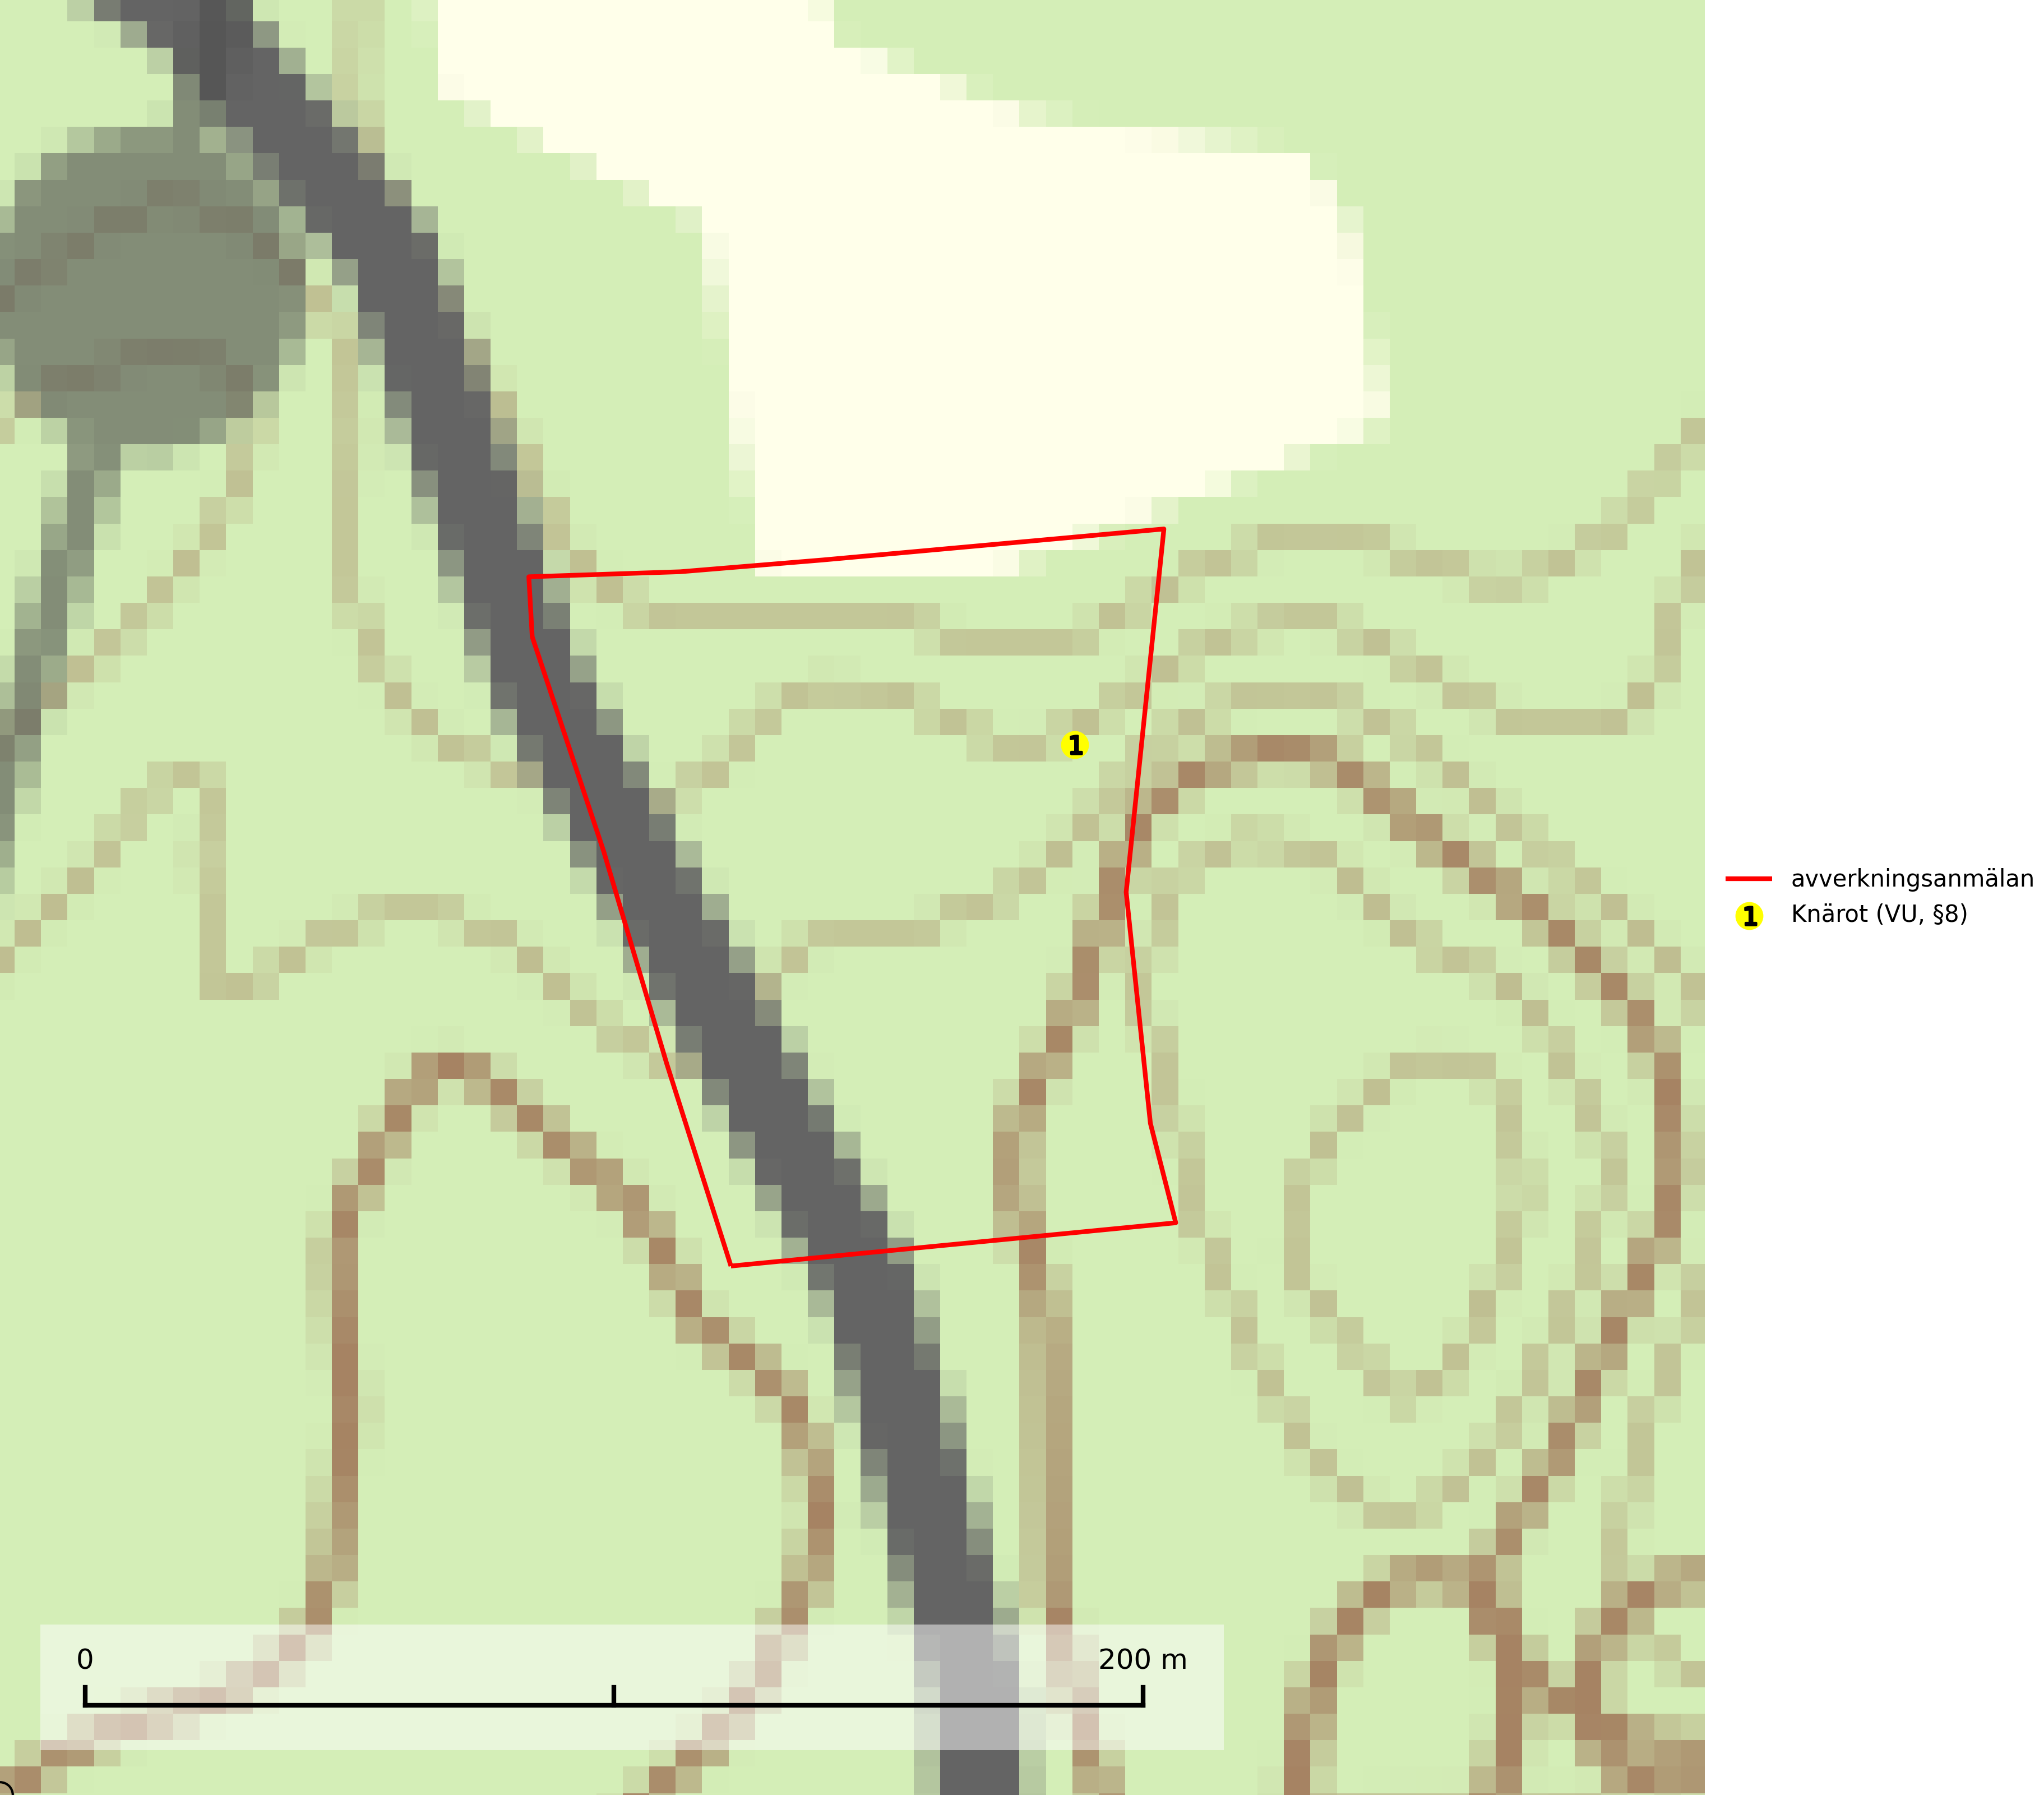 1
avverkningsanmälan
1 Knärot (VU, §8)
0 200 m